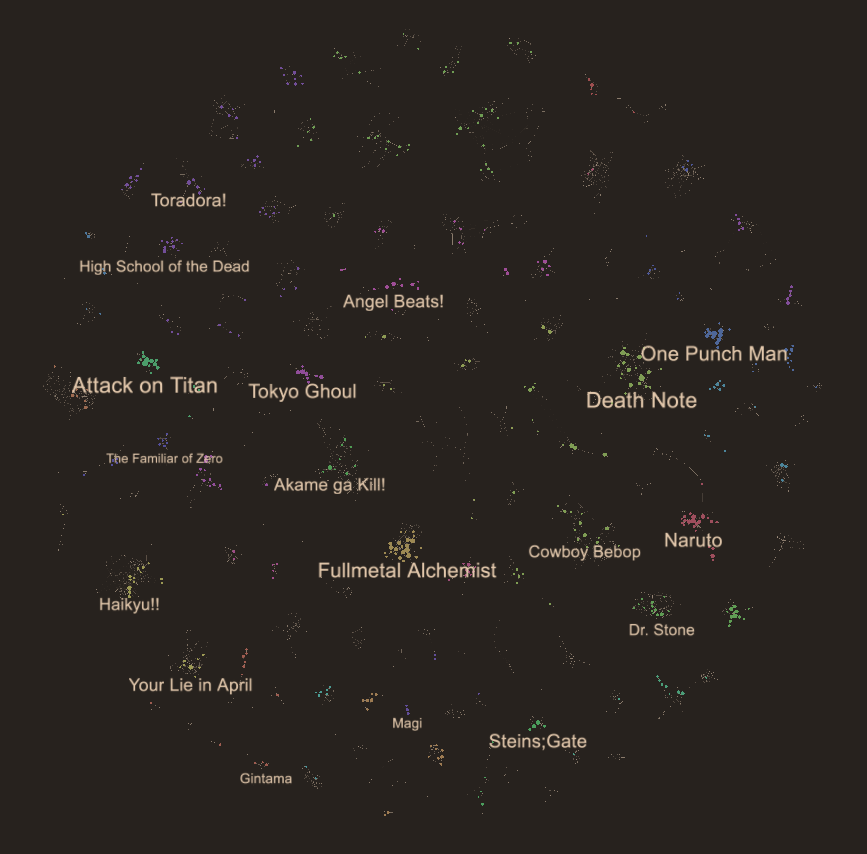 Toradora!
High School of the Dead
Angel Beats!
One Punch Man
Attack on Titan
Tokyo Ghoul
Death Note
The Familiar of Zero
Akame ga Kill!
Naruto
Cowboy Bebop
Fullmetal Alchemist
Haikyu!!
Dr. Stone
Your Lie in April
Magi
Steins;Gate
Gintama